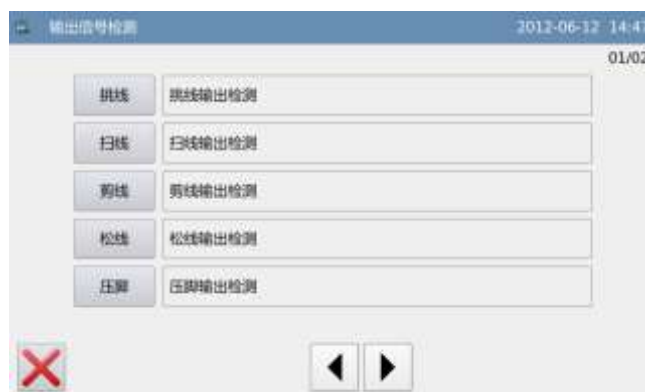 输出信号检测 2012-06-12 14:47
01/02
挑线 挑线输出检测
扫线 扫线输出检测
剪线 剪线输出检测
松线 松线输出检测
压脚 压脚输出检测